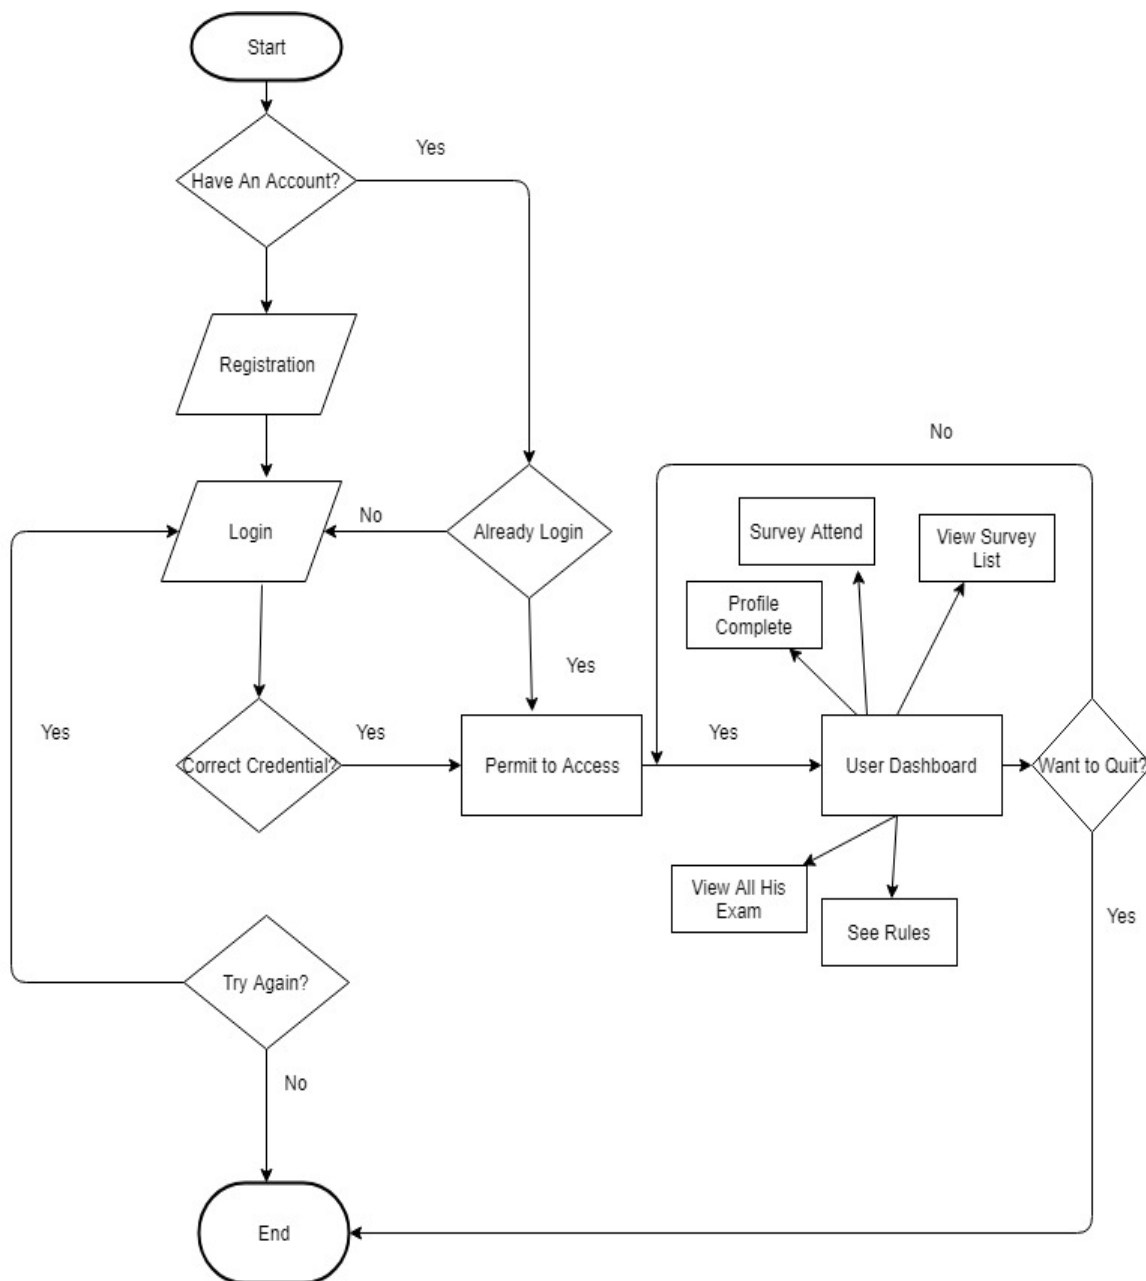 Start
Yes
Have An Account?
Registration
No
Survey Attend
View Survey
List
Login
No
Already Login
Profile
Complete
Yes
Yes
Yes
Yes
Correct Credential?
Permit to Access
User Dashboard
Want to Quit?
View All His
Exam
See Rules
Yes
Try Again?
No
End